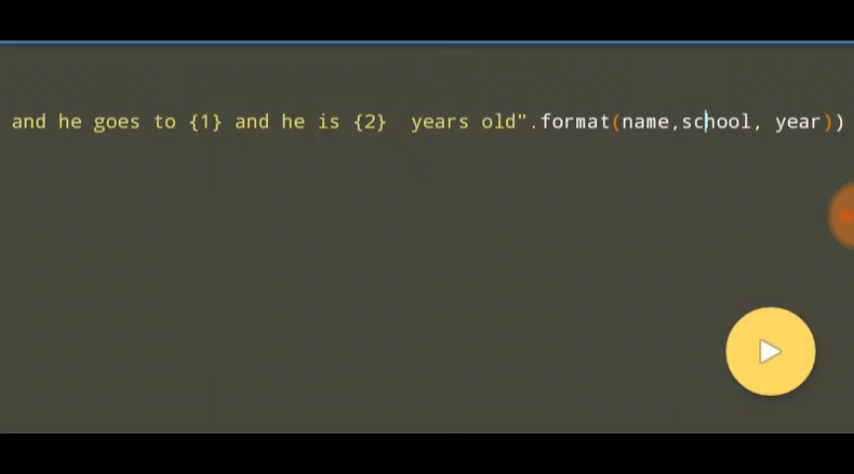 and he goes to {1} and he is {2}  years old".format(name,school, year))